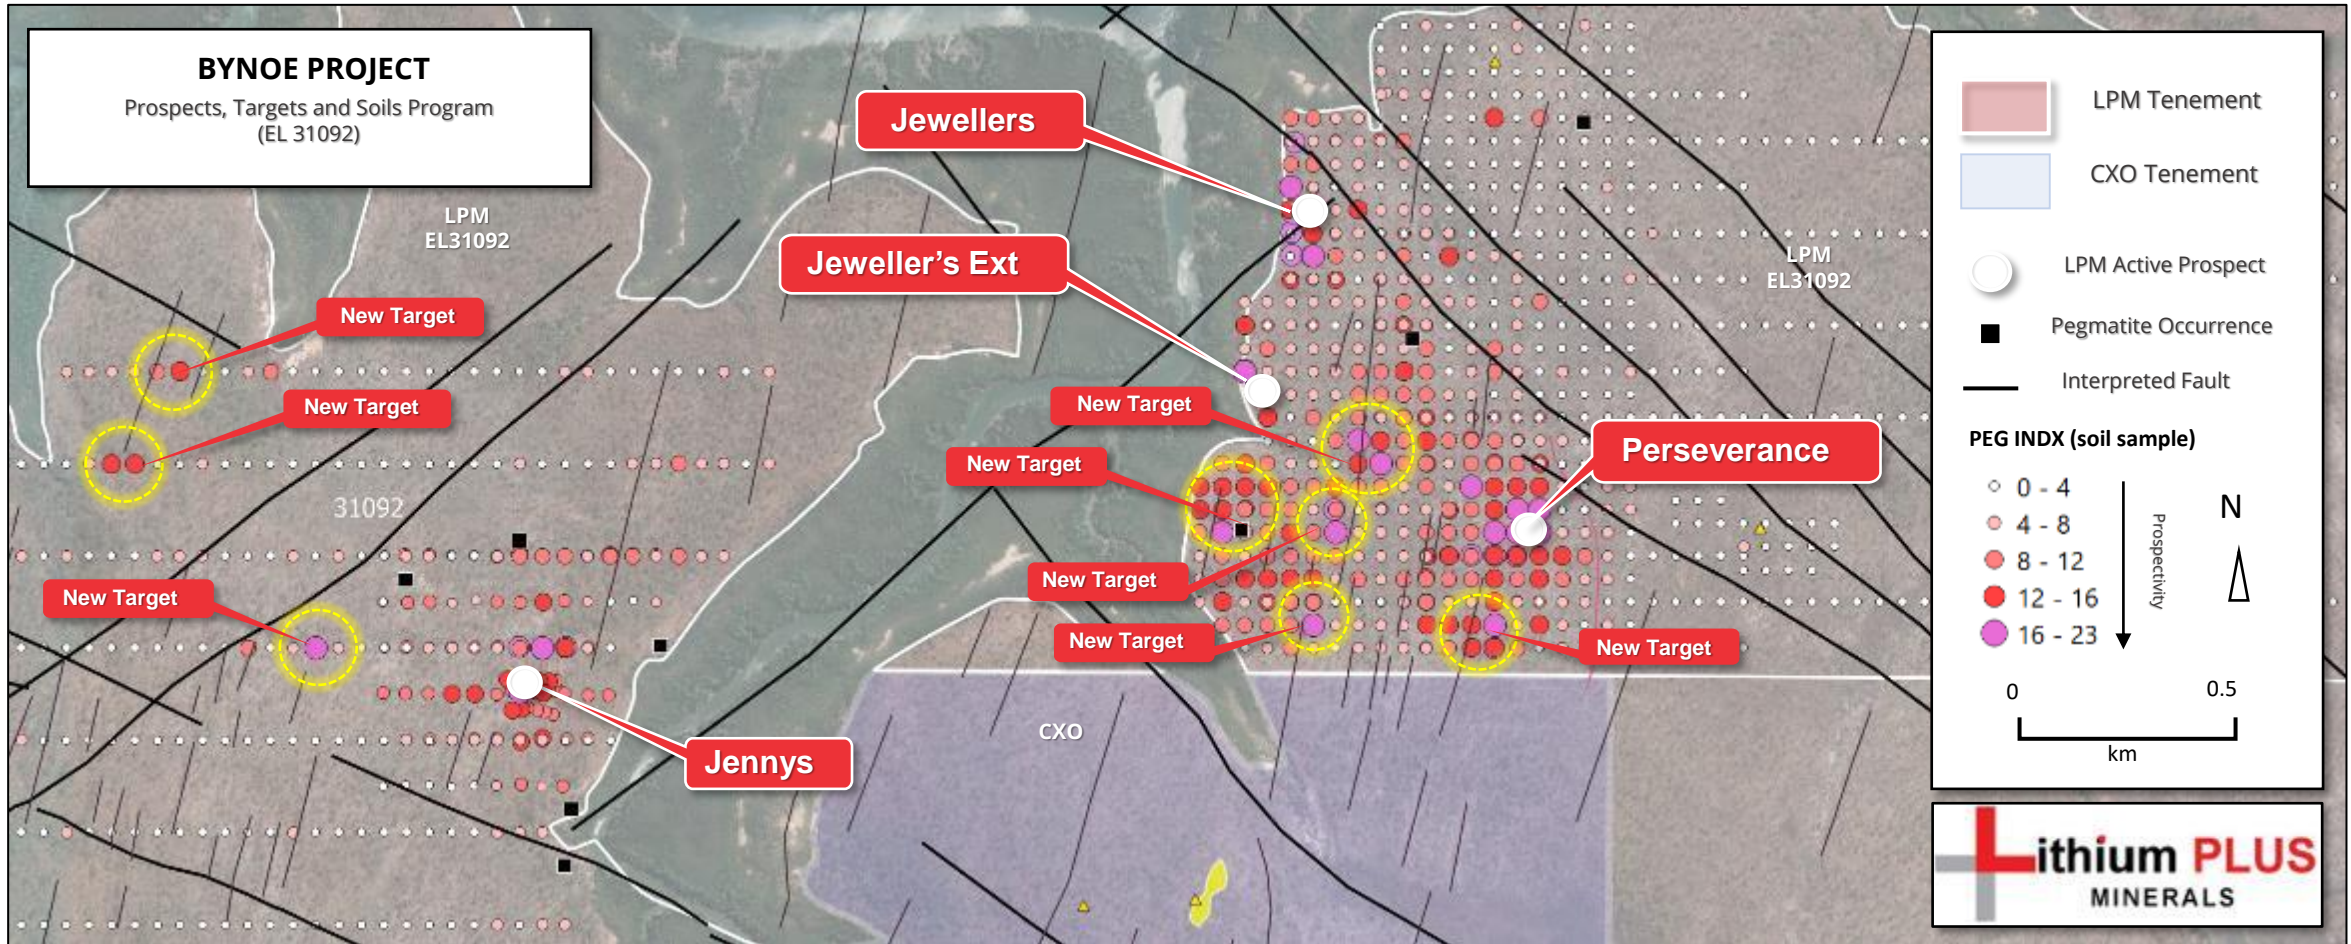 BYNOE PROJECT
Prospects, Targets and Soils Program
(EL 31092)
LPM
EL31092
Jewellers
Jeweller's Ext
LPM
EL31092
New Target
New Target
New Target
New Target
Perseverance
31092
New Target
New Target
New Target
New Target
Jennys
CXO
LPM Tenement
CXO Tenement
LPM Active Prospect
Pegmatite Occurrence
Interpreted Fault
PEG INDX (soil sample)
0 - 4
4 - 8
8 - 12
12 - 16
16 - 23
Prospectivity
N
0 0.5
km
Lithium PLUS
MINERALS